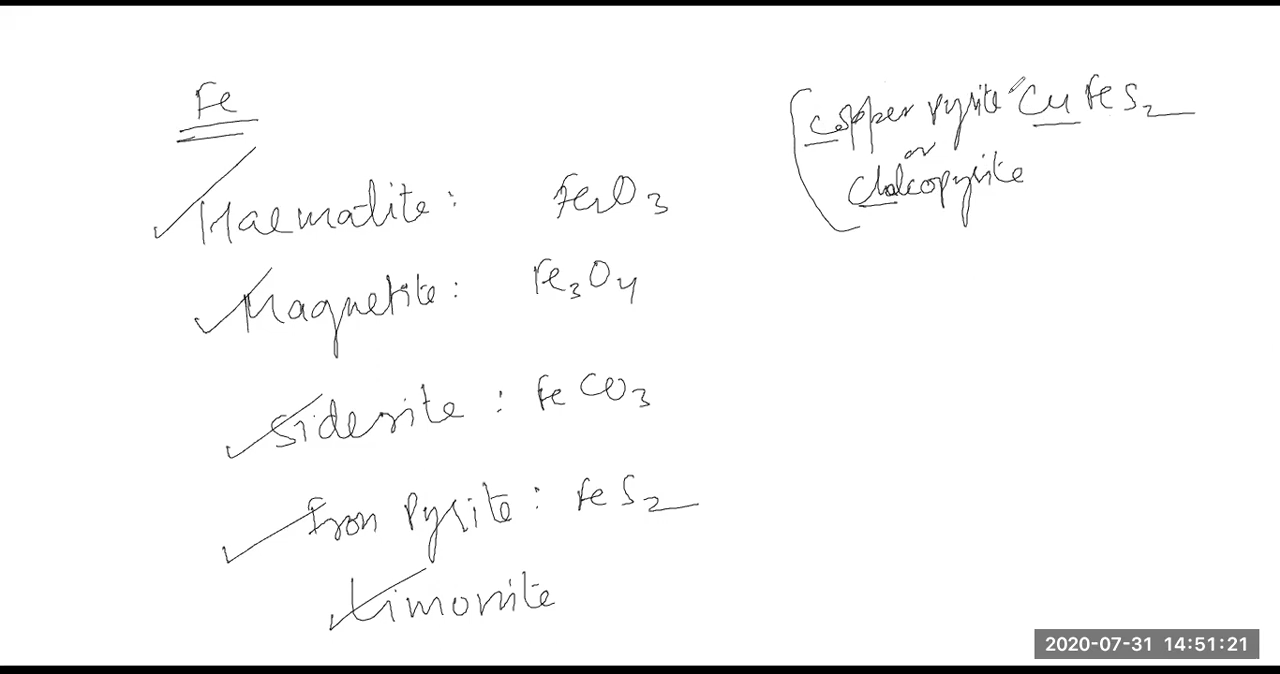 Fe
Haematite : Fe2O3
Magnetite : Fe3O4
Siderite : FeCO3
Iron Pyrite : FeS2
Limonite
Copper pyrite CuFeS2
or
Chalcopyrite
2020-07-31 14:51:21